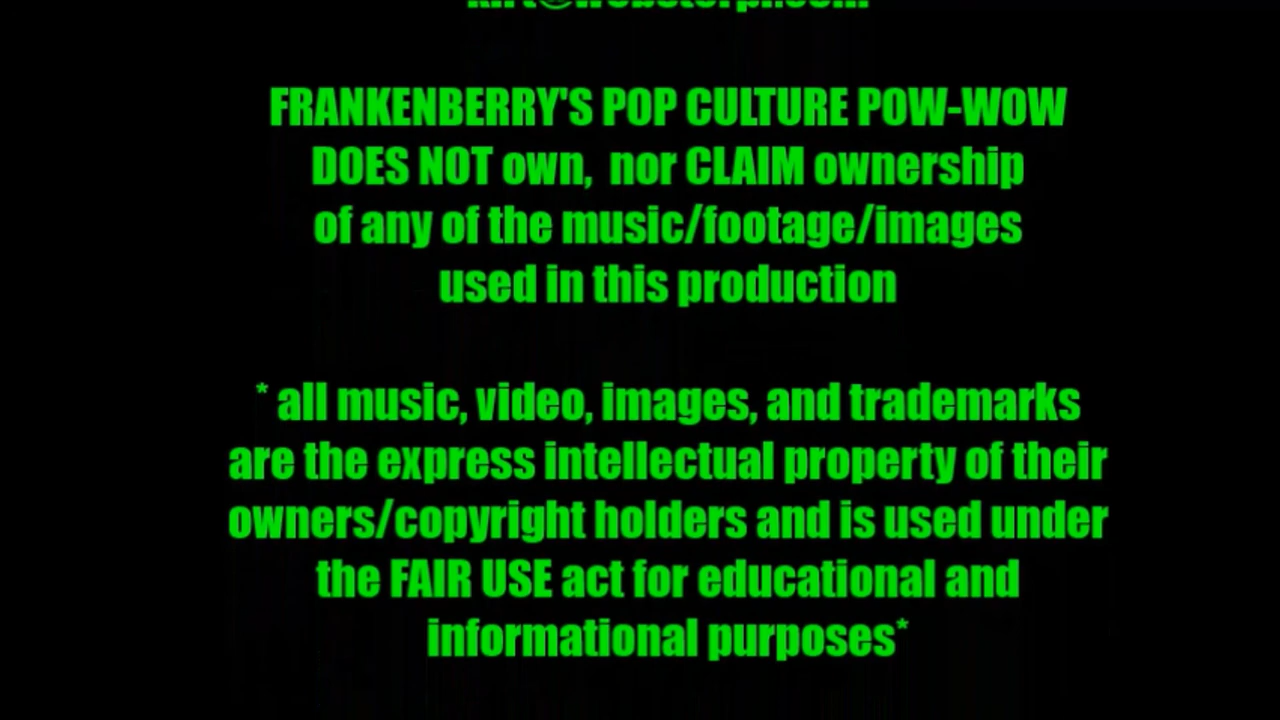 FRANKENBERRY'S POP CULTURE POW-WOW
DOES NOT own, nor CLAIM ownership
of any of the music/footage/images
used in this production
* all music, video, images, and trademarks
are the express intellectual property of their
owners/copyright holders and is used under
the FAIR USE act for educational and
informational purposes*